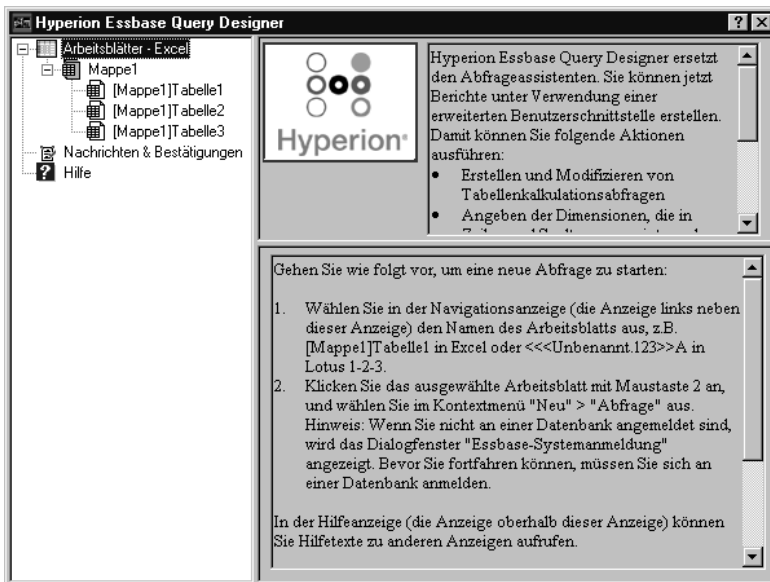 Hyperion Essbase Query Designer
Arbeitsblätter - Excel
Mappe1
[Mappe1]Tabelle1
[Mappe1]Tabelle2
[Mappe1]Tabelle3
Nachrichten & Bestätigungen
Hilfe
Hyperion
Hyperion Essbase Query Designer ersetzt
den Abfrageassistenten. Sie können jetzt
Berichte unter Verwendung einer
erweiterten Benutzerschnittstelle erstellen.
Damit können Sie folgende Aktionen
ausführen:
• Erstellen und Modifizieren von
Tabellenkalkulationsabfragen
• Angeben der Dimensionen, die in
Gehen Sie wie folgt vor, um eine neue Abfrage zu starten:
1. Wählen Sie in der Navigationsanzeige (die Anzeige links neben
dieser Anzeige) den Namen des Arbeitsblatts aus, z.B.
[Mappe1]Tabelle1 in Excel oder <<<Unbenannt.123>>A in
Lotus 1-2-3.
2. Klicken Sie das ausgewählte Arbeitsblatt mit Maustaste 2 an,
und wählen Sie im Kontextmenü "Neu" > "Abfrage" aus.
Hinweis: Wenn Sie nicht an einer Datenbank angemeldet sind,
wird das Dialogfenster "Essbase-Systemanmeldung"
angezeigt. Bevor Sie fortfahren können, müssen Sie sich an
einer Datenbank anmelden.
In der Hilfeanzeige (die Anzeige oberhalb dieser Anzeige) können
Sie Hilfetexte zu anderen Anzeigen aufrufen.